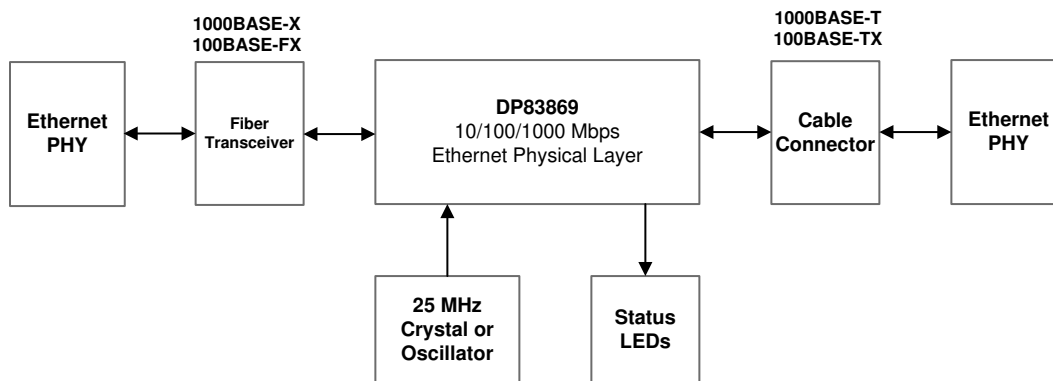 1000BASE-X
100BASE-FX
1000BASE-T
100BASE-TX
Ethernet
PHY
Fiber
Transceiver
DP83869
10/100/1000 Mbps
Ethernet Physical Layer
Cable
Connector
Ethernet
PHY
25 MHz
Crystal or
Oscillator
Status
LEDs